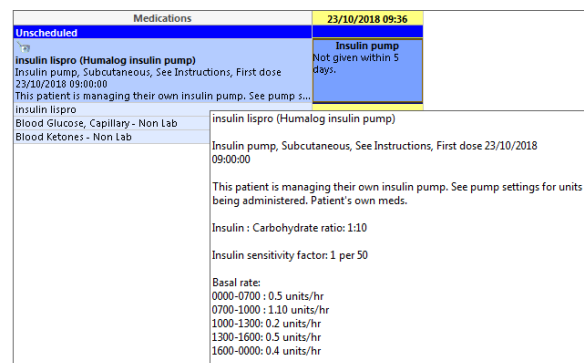 Medications
23/10/2018 09:36
Unscheduled
insulin lispro (Humalog insulin pump)
Insulin pump, Subcutaneous, See Instructions, First dose
23/10/2018 09:00:00
This patient is managing their own insulin pump. See pump s...
Insulin pump
Not given within 5
days.
insulin lispro
Blood Glucose, Capillary - Non Lab
Blood Ketones - Non Lab
insulin lispro (Humalog insulin pump)
Insulin pump, Subcutaneous, See Instructions, First dose 23/10/2018
09:00:00
This patient is managing their own insulin pump. See pump settings for units
being administered. Patient's own meds.
Insulin : Carbohydrate ratio: 1:10
Insulin sensitivity factor: 1 per 50
Basal rate:
0000-0700 : 0.5 units/hr
0700-1000 : 1.10 units/hr
1000-1300: 0.2 units/hr
1300-1600: 0.5 units/hr
1600-0000: 0.4 units/hr